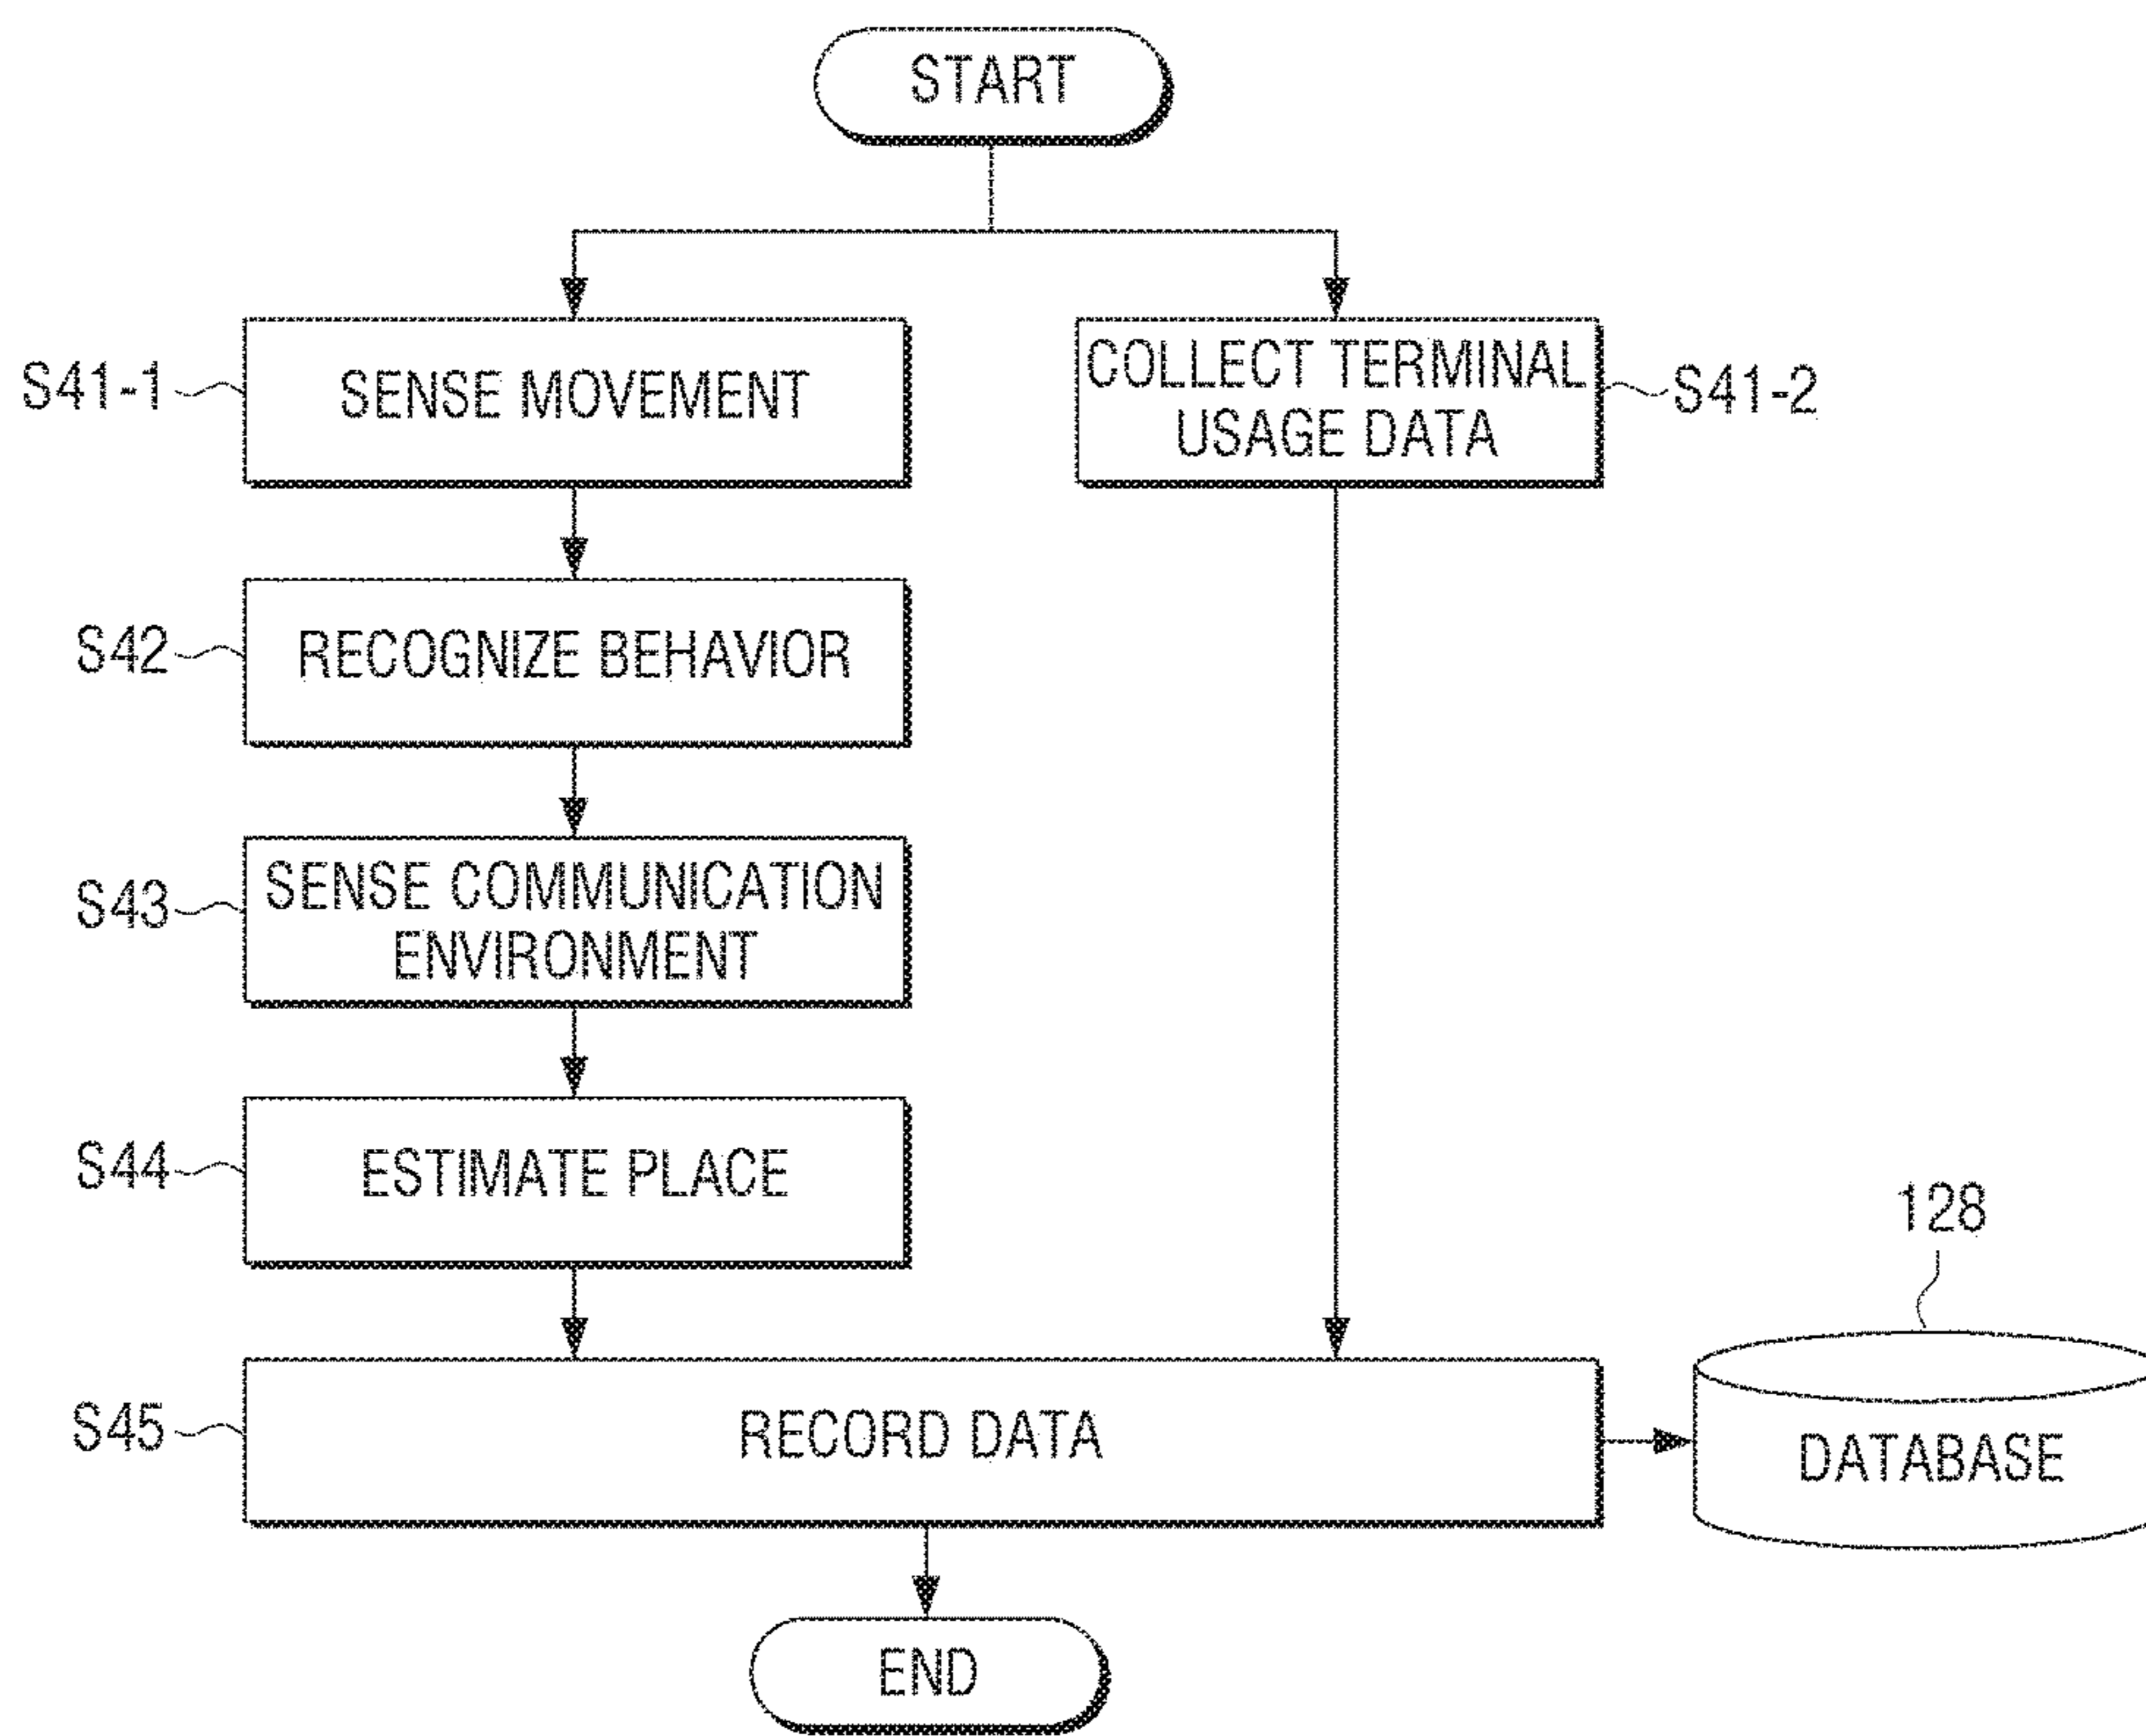 START
S41-1
SENSE MOVEMENT
COLLECT TERMINAL
USAGE DATA
S41-2
S42
RECOGNIZE BEHAVIOR
S43
SENSE COMMUNICATION
ENVIRONMENT
S44
ESTIMATE PLACE
128
S45
RECORD DATA
DATABASE
END